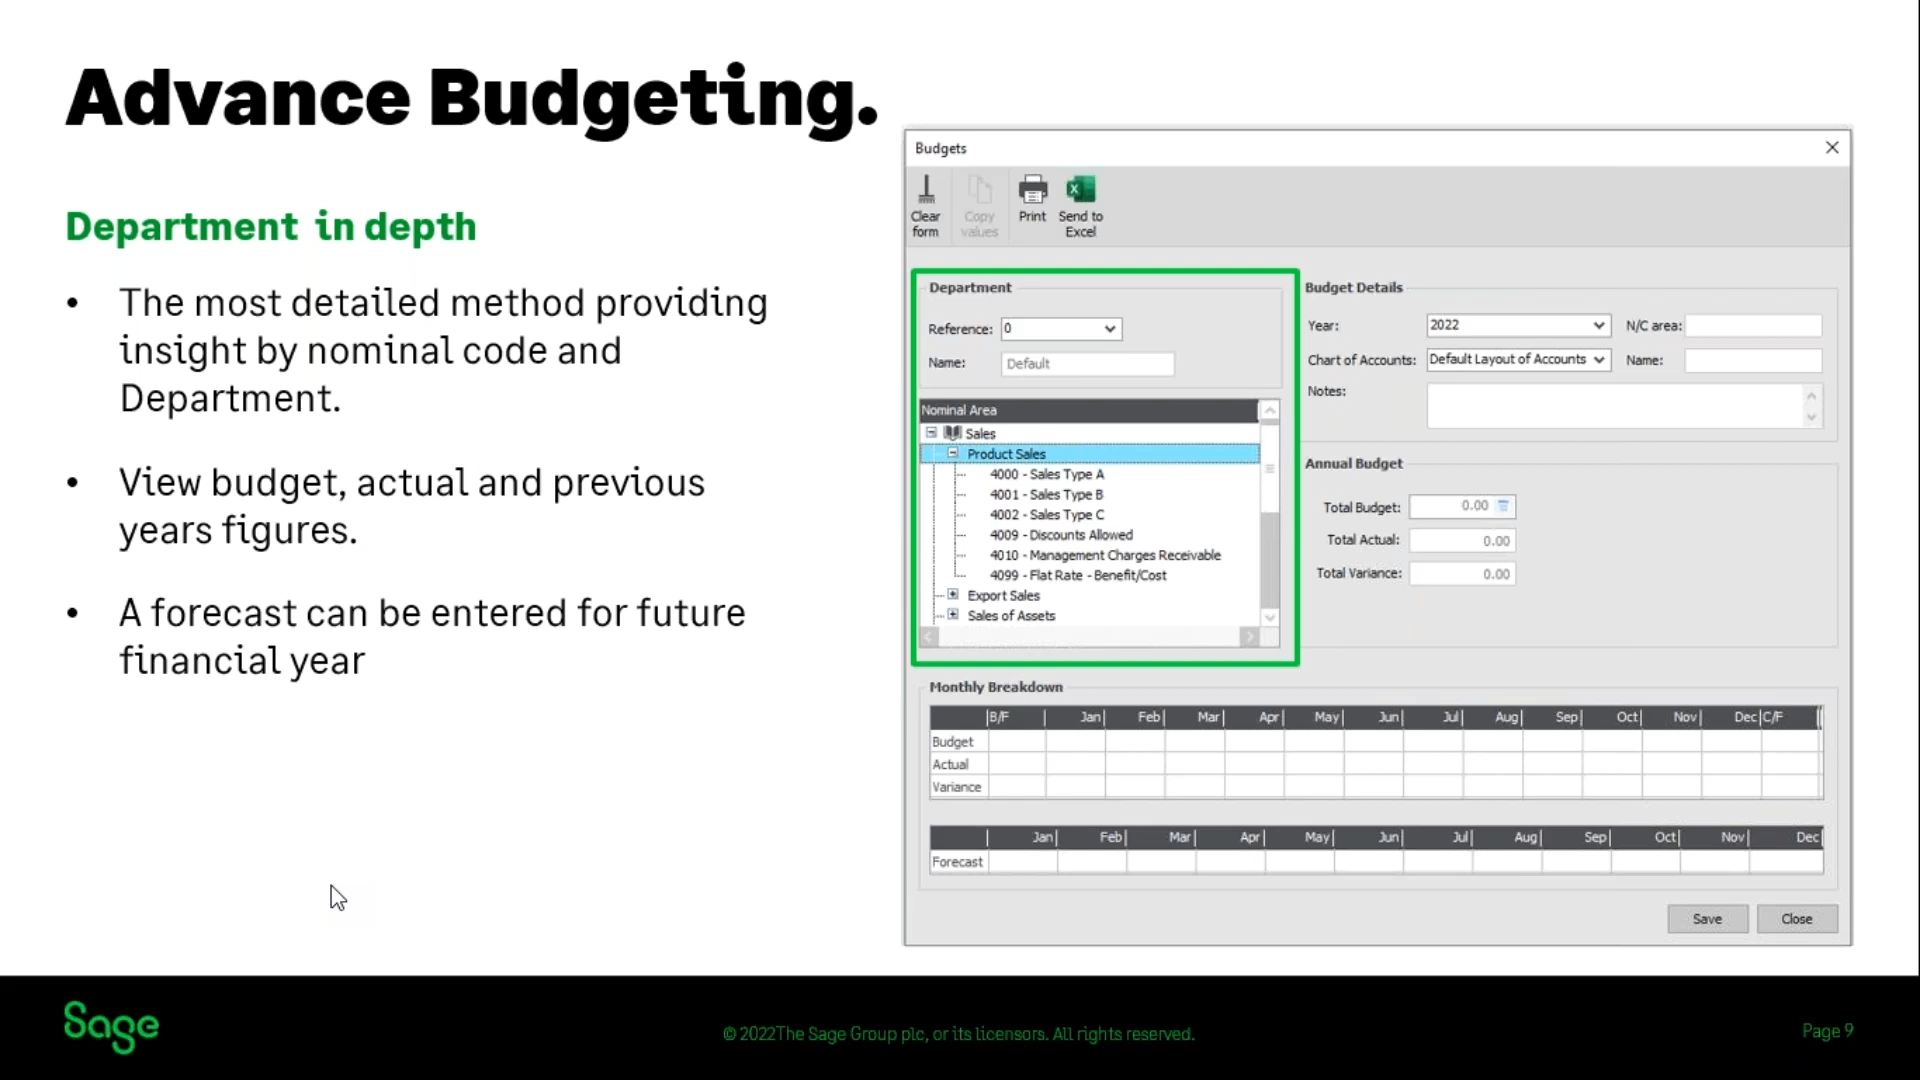 Advance Budgeting.
Department in depth
• The most detailed method providing
insight by nominal code and
Department.
• View budget, actual and previous
years figures.
• A forecast can be entered for future
financial year
Budgets
Clear form
Copy values
Print
Send to Excel
Department
Reference: 0
Name: Default
Nominal Area
Sales
Product Sales
4000 - Sales Type A
4001 - Sales Type B
4002 - Sales Type C
4009 - Discounts Allowed
4010 - Management Charges Receivable
4099 - Flat Rate - Benefit/Cost
Export Sales
Sales of Assets
Budget Details
Year: 2022 N/C area:
Chart of Accounts: Default Layout of Accounts Name:
Notes:
Annual Budget
Total Budget: 0.00
Total Actual: 0.00
Total Variance: 0.00
Monthly Breakdown
B/F Jan Feb Mar Apr May Jun Jul Aug Sep Oct Nov Dec C/F
Budget
Actual
Variance
Jan Feb Mar Apr May Jun Jul Aug Sep Oct Nov Dec
Forecast
Save Close
Sage
© 2022The Sage Group plc, or its licensors. All rights reserved.
Page 9